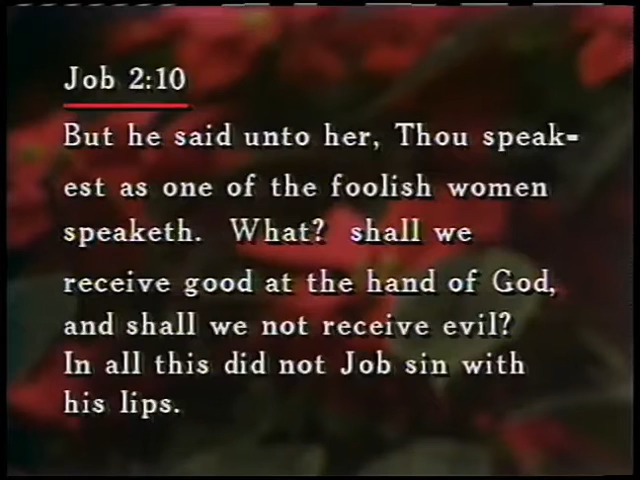 Job 2:10
But he said unto her, Thou speak=
est as one of the foolish women
speaketh. What? shall we
receive good at the hand of God,
and shall we not receive evil?
In all this did not Job sin with
his lips.